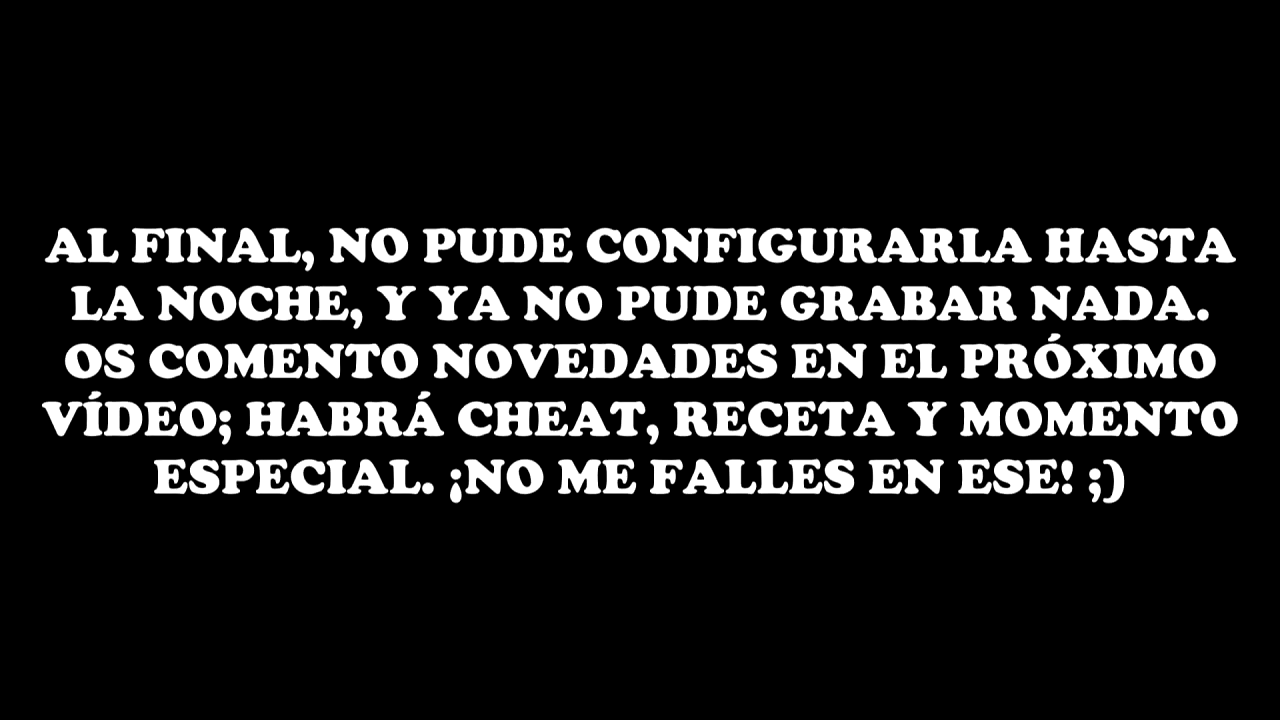 AL FINAL, NO PUDE CONFIGURARLA HASTA
LA NOCHE, Y YA NO PUDE GRABAR NADA.
OS COMENTO NOVEDADES EN EL PRÓXIMO
VÍDEO; HABRÁ CHEAT, RECETA Y MOMENTO
ESPECIAL. ¡NO ME FALLES EN ESE! ;)